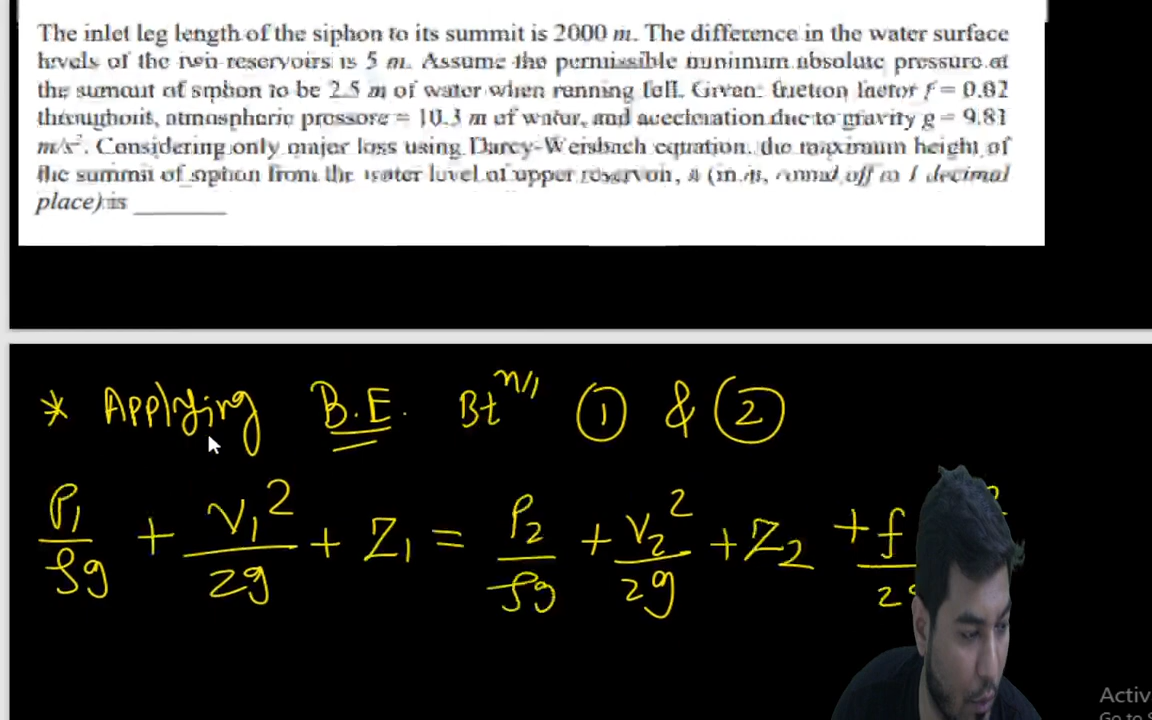 The inlet leg length of the siphon to its summit is 2000 m. The difference in the water surface
levels of the two reservoirs is 5 m. Assume the permissible minimum absolute pressure at
the summit of siphon to be 2.5 m of water when running full. Given: friction factor f = 0.02
throughout, atmospheric pressure = 10.3 m of water, and acceleration due to gravity g = 9.81
m/s². Considering only major loss using Darcy-Weisbach equation, the maximum height of
the summit of siphon from the water level of upper reservoir, (in m, round off to 1 decimal
place) is ________
* Applying B.E. Btⁿ // ① & ②
P₁/ρg + V₁²/2g + Z₁ = P₂/ρg + V₂²/2g + Z₂ + f
Activ
Go to S